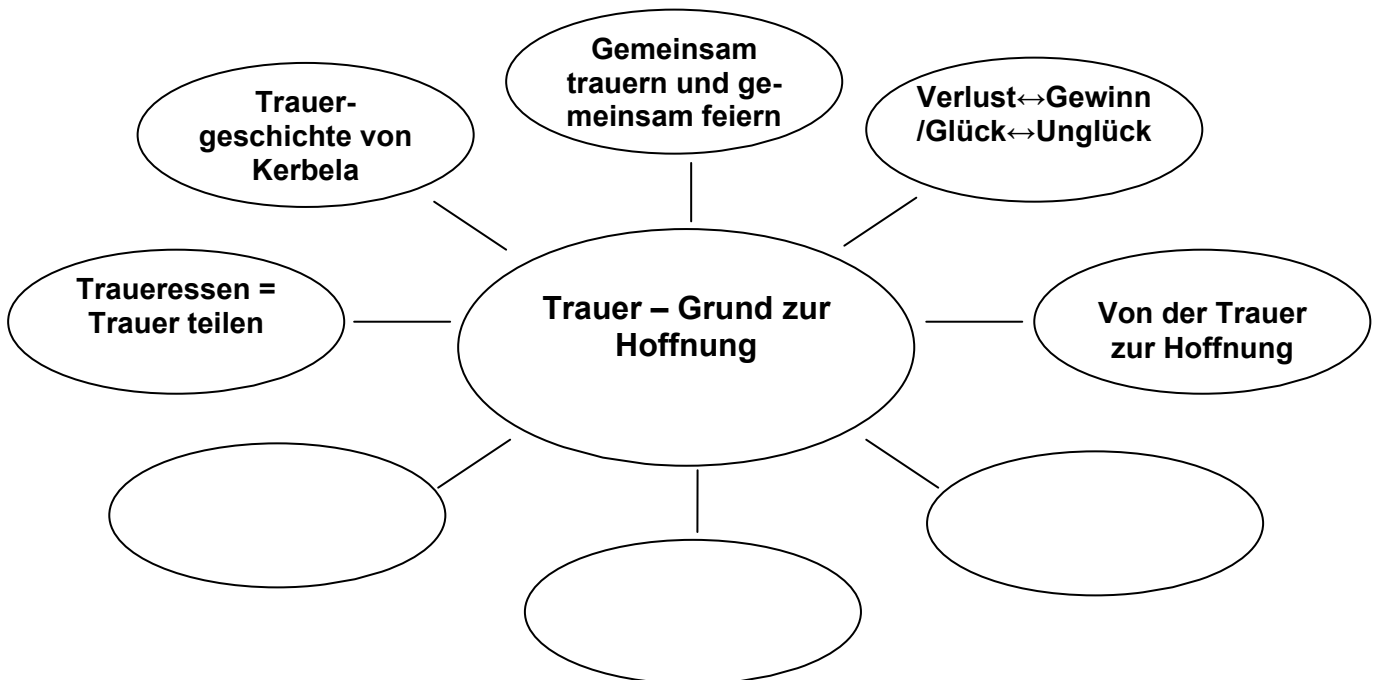 Gemeinsam
trauern und ge-
meinsam feiern
Trauer-
geschichte von
Kerbela
Verlust↔Gewinn
/Glück↔Unglück
Traueressen =
Trauer teilen
Trauer – Grund zur
Hoffnung
Von der Trauer
zur Hoffnung